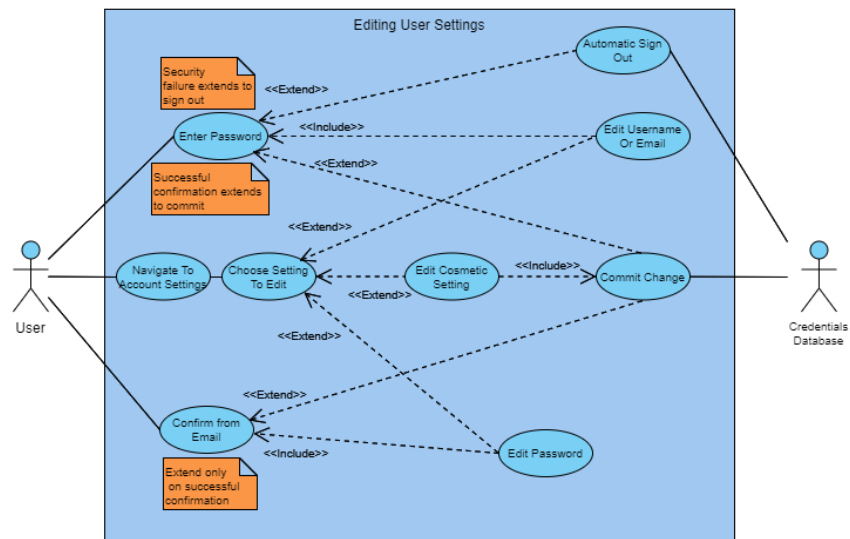 Editing User Settings
Automatic Sign
Out
Security
failure extends to
sign out
<<Extend>>
Enter Password
<<Include>>
Edit Username
Or Email
<<Extend>>
Successful
confirmation extends
to commit
<<Extend>>
User
Navigate To
Account Settings
Choose Setting
To Edit
<<Extend>>
Edit Cosmetic
Setting
<<Include>>
Commit Change
Credentials
Database
<<Extend>>
<<Extend>>
Confirm from
Email
<<Include>>
Edit Password
Extend only
on successful
confirmation